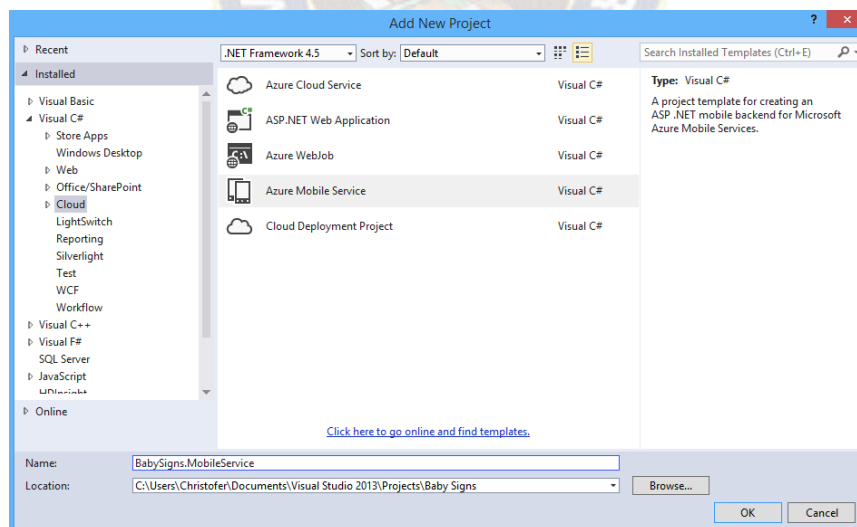 Add New Project
? ×
Recent
.NET Framework 4.5 Sort by: Default
Search Installed Templates (Ctrl+E)
Installed
Visual Basic
Visual C#
Store Apps
Windows Desktop
Web
Office/SharePoint
Cloud
LightSwitch
Reporting
Silverlight
Test
WCF
Workflow
Visual C++
Visual F#
SQL Server
JavaScript
HDInsight
Online
Azure Cloud Service Visual C#
ASP.NET Web Application Visual C#
Azure WebJob Visual C#
Azure Mobile Service Visual C#
Cloud Deployment Project Visual C#
Click here to go online and find templates.
Type: Visual C#
A project template for creating an
ASP .NET mobile backend for Microsoft
Azure Mobile Services.
Name: BabySigns.MobileService
Location: C:\Users\Christofer\Documents\Visual Studio 2013\Projects\Baby Signs
Browse...
OK Cancel